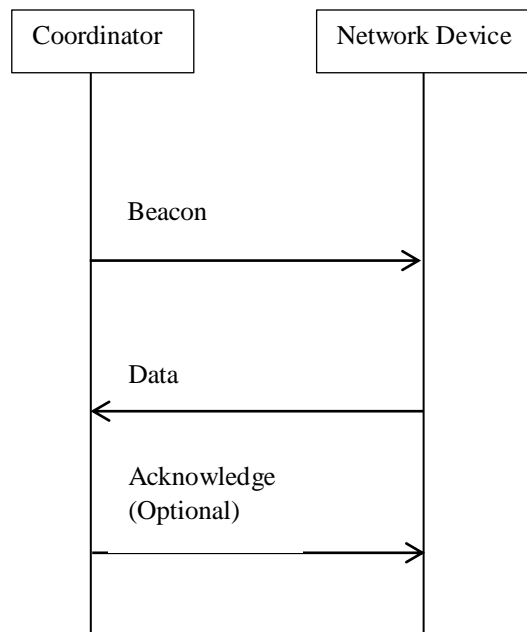 Coordinator
Network Device
Beacon
Data
Acknowledge
(Optional)